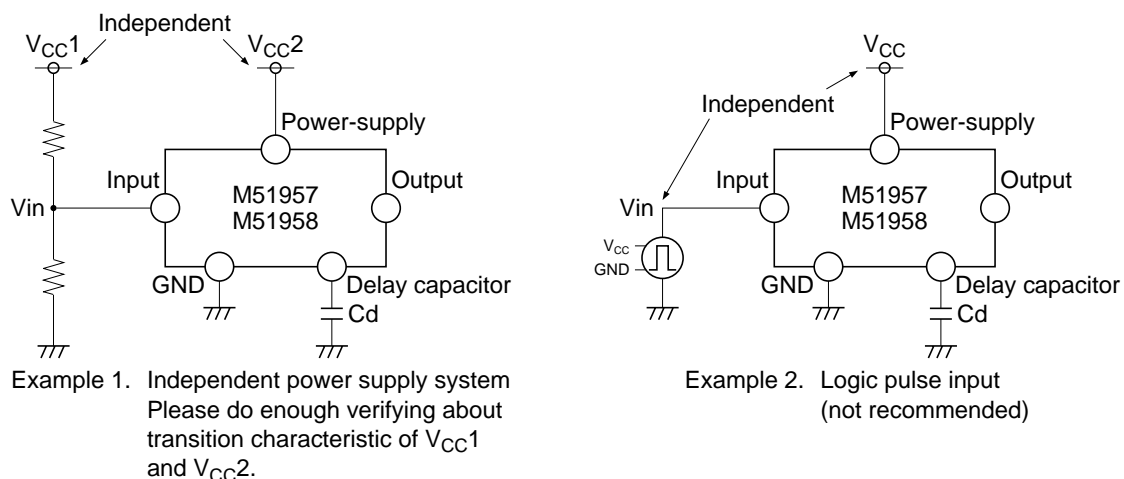 Independent
VCC1
VCC2
Power-supply
Input
Output
M51957
M51958
Vin
GND
Delay capacitor
Cd
Example 1. Independent power supply system
Please do enough verifying about
transition characteristic of VCC1
and VCC2.
VCC
Independent
Power-supply
Input
Output
M51957
M51958
Vin
VCC
GND
GND
Delay capacitor
Cd
Example 2. Logic pulse input
(not recommended)